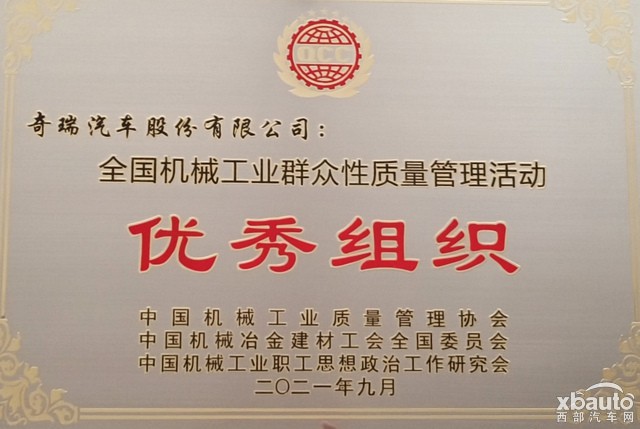 QCC
奇瑞汽车股份有限公司：
全国机械工业群众性质量管理活动
优秀组织
中国机械工业质量管理协会
中国机械冶金建材工会全国委员会
中国机械工业职工思想政治工作研究会
二〇二一年九月
xbauto
西部汽车网